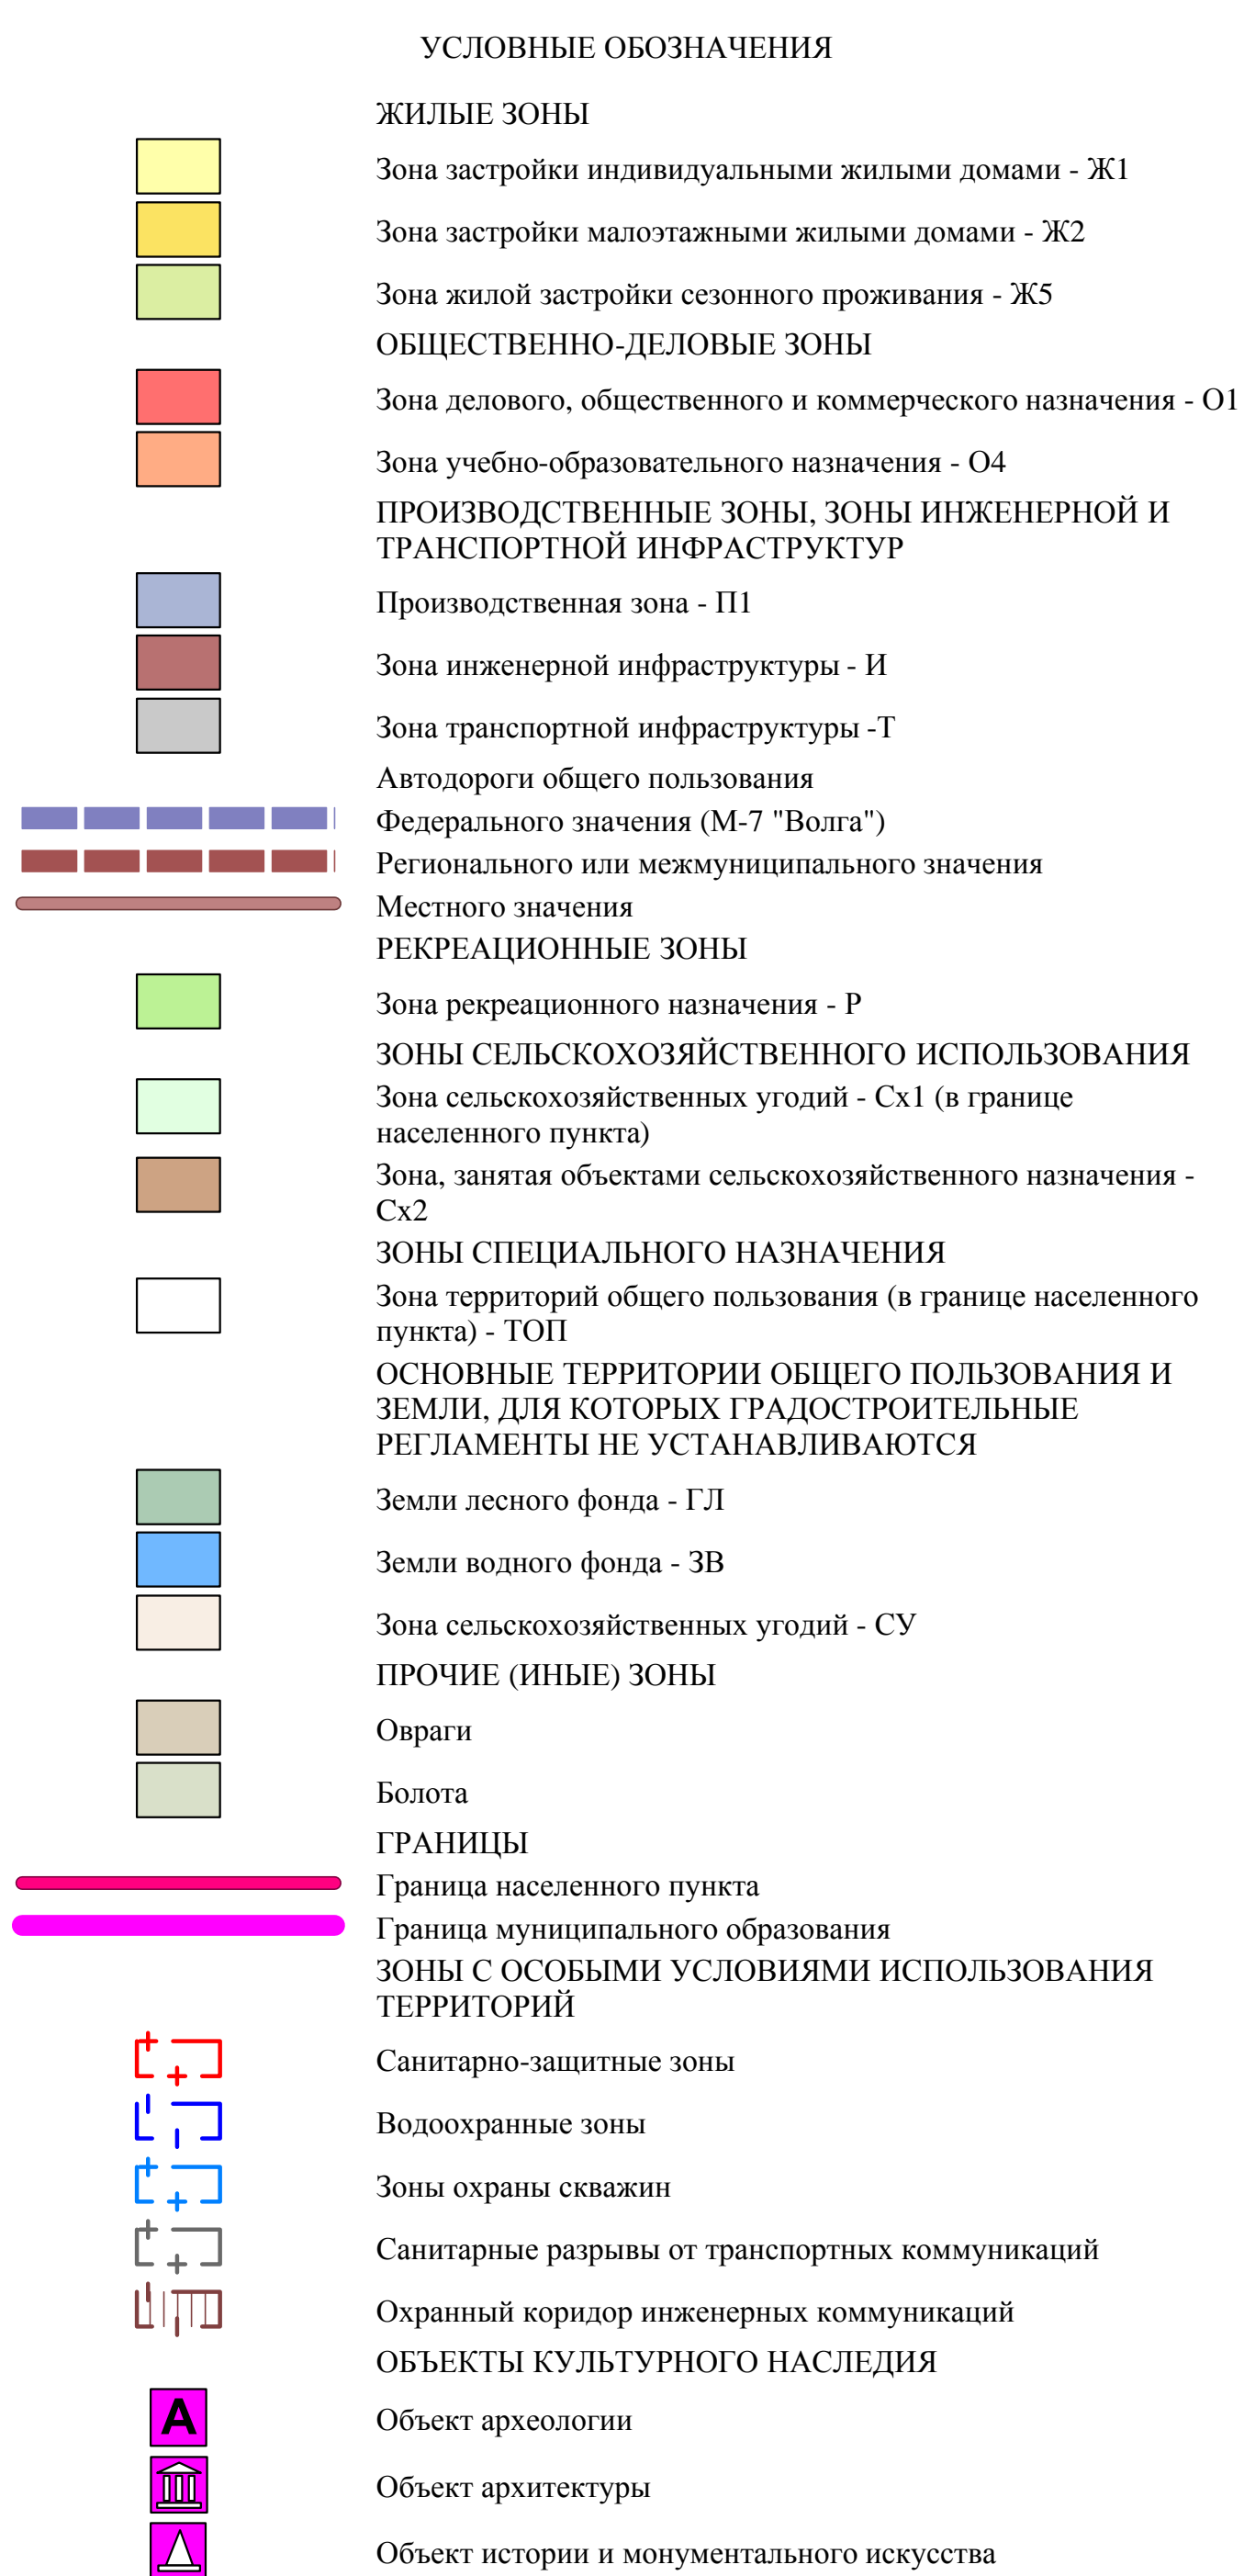 УСЛОВНЫЕ ОБОЗНАЧЕНИЯ
ЖИЛЫЕ ЗОНЫ
Зона застройки индивидуальными жилыми домами - Ж1
Зона застройки малоэтажными жилыми домами - Ж2
Зона жилой застройки сезонного проживания - Ж5
ОБЩЕСТВЕННО-ДЕЛОВЫЕ ЗОНЫ
Зона делового, общественного и коммерческого назначения - О1
Зона учебно-образовательного назначения - О4
ПРОИЗВОДСТВЕННЫЕ ЗОНЫ, ЗОНЫ ИНЖЕНЕРНОЙ И
ТРАНСПОРТНОЙ ИНФРАСТРУКТУР
Производственная зона - П1
Зона инженерной инфраструктуры - И
Зона транспортной инфраструктуры -Т
Автодороги общего пользования
Федерального значения (М-7 "Волга")
Регионального или межмуниципального значения
Местного значения
РЕКРЕАЦИОННЫЕ ЗОНЫ
Зона рекреационного назначения - Р
ЗОНЫ СЕЛЬСКОХОЗЯЙСТВЕННОГО ИСПОЛЬЗОВАНИЯ
Зона сельскохозяйственных угодий - Сх1 (в границе
населенного пункта)
Зона, занятая объектами сельскохозяйственного назначения -
Сх2
ЗОНЫ СПЕЦИАЛЬНОГО НАЗНАЧЕНИЯ
Зона территорий общего пользования (в границе населенного
пункта) - ТОП
ОСНОВНЫЕ ТЕРРИТОРИИ ОБЩЕГО ПОЛЬЗОВАНИЯ И
ЗЕМЛИ, ДЛЯ КОТОРЫХ ГРАДОСТРОИТЕЛЬНЫЕ
РЕГЛАМЕНТЫ НЕ УСТАНАВЛИВАЮТСЯ
Земли лесного фонда - ГЛ
Земли водного фонда - ЗВ
Зона сельскохозяйственных угодий - СУ
ПРОЧИЕ (ИНЫЕ) ЗОНЫ
Овраги
Болота
ГРАНИЦЫ
Граница населенного пункта
Граница муниципального образования
ЗОНЫ С ОСОБЫМИ УСЛОВИЯМИ ИСПОЛЬЗОВАНИЯ
ТЕРРИТОРИЙ
Санитарно-защитные зоны
Водоохранные зоны
Зоны охраны скважин
Санитарные разрывы от транспортных коммуникаций
Охранный коридор инженерных коммуникаций
ОБЪЕКТЫ КУЛЬТУРНОГО НАСЛЕДИЯ
А Объект археологии
Объект архитектуры
Объект истории и монументального искусства